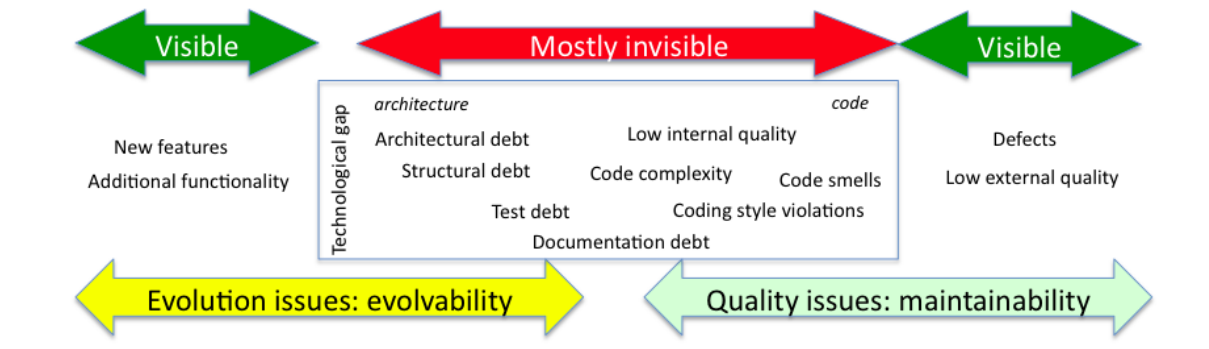 Visible
Mostly invisible
Visible
Technological gap
architecture
code
Architectural debt
Low internal quality
Structural debt
Code complexity
Code smells
Test debt
Coding style violations
Documentation debt
New features
Additional functionality
Defects
Low external quality
Evolution issues: evolvability
Quality issues: maintainability